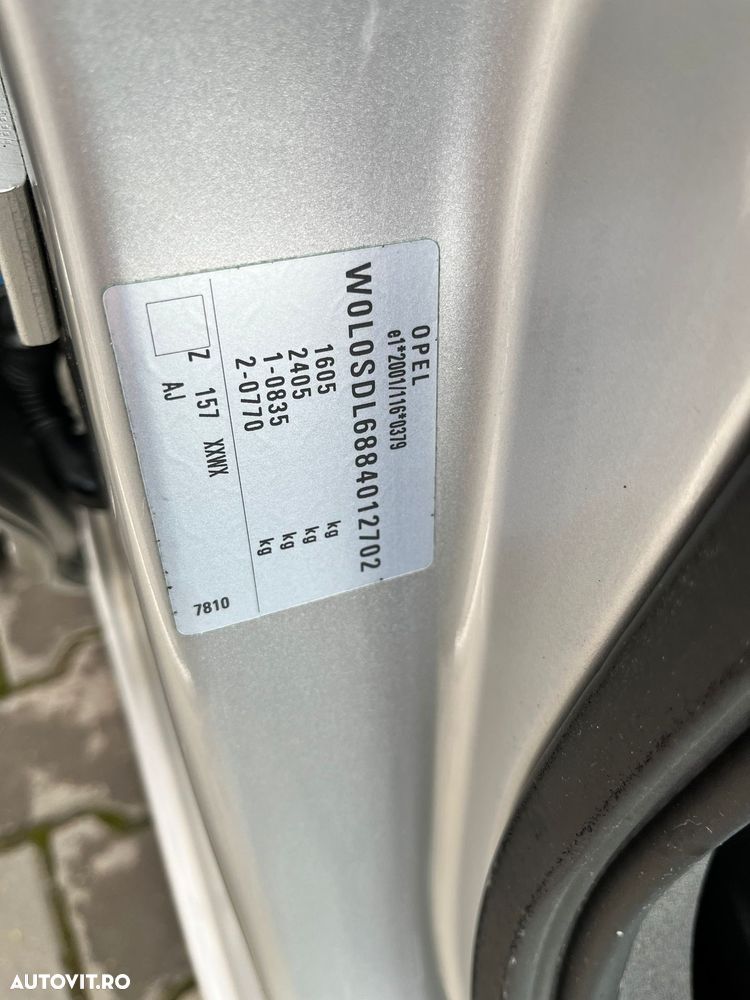 OPEL
e1*2001/116*0379
W0L0SDL6884012702
1605 kg
2405 kg
1-0835 kg
2-0770 kg
Z 157 XXWX
AJ
7810
AUTOVIT.RO